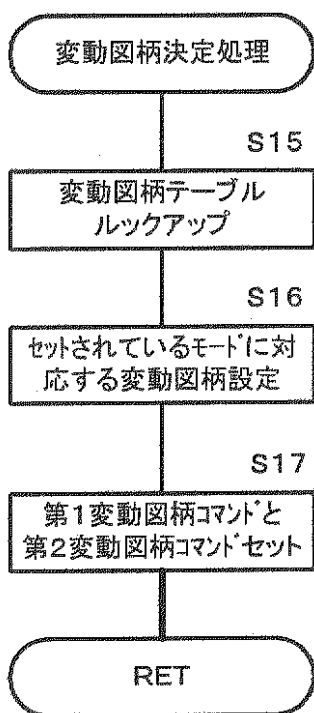 変動図柄決定処理
S15
変動図柄テーブル
ルックアップ
S16
ｾｯﾄされているﾓｰﾄﾞに対
応する変動図柄設定
S17
第1変動図柄ｺﾏﾝﾄﾞと
第2変動図柄ｺﾏﾝﾄﾞセット
RET